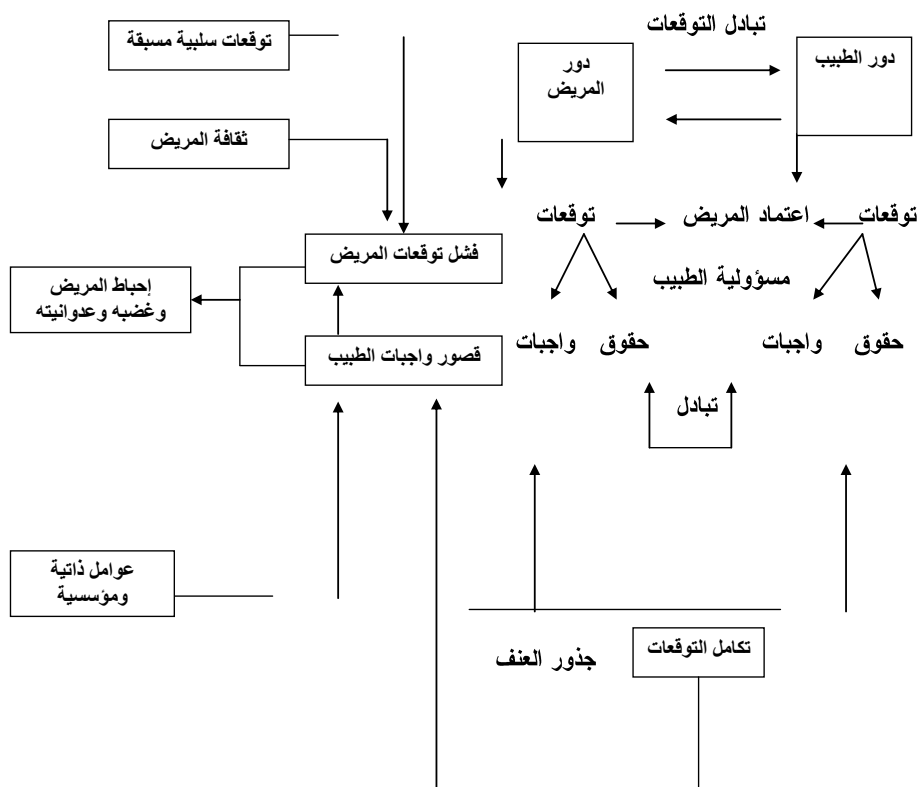 تبادل التوقعات
دور الطبيب
دور
المريض
توقعات سلبية مسبقة
ثقافة المريض
توقعات
اعتماد المريض
توقعات
فشل توقعات المريض
مسؤولية الطبيب
إحباط المريض
وغضبه وعدوانيته
حقوق
واجبات
حقوق
واجبات
قصور واجبات الطبيب
تبادل
عوامل ذاتية
ومؤسسية
تكامل التوقعات
جذور العنف